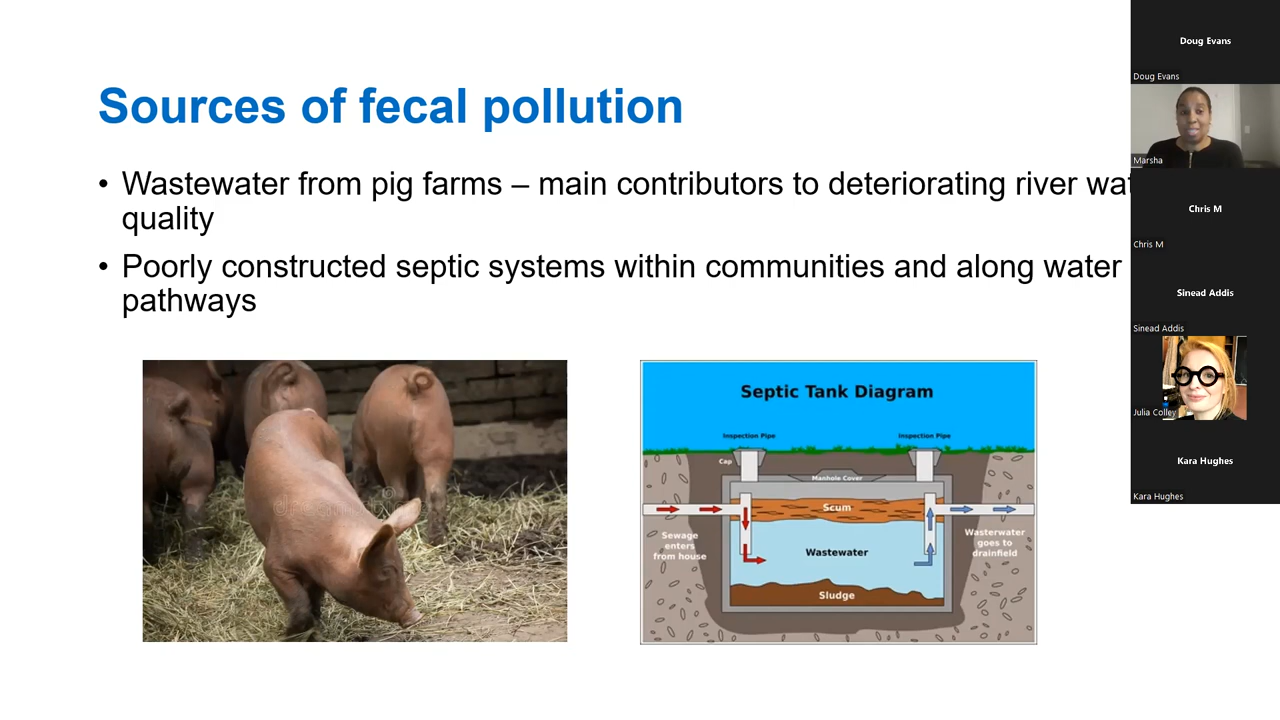 Sources of fecal pollution
• Wastewater from pig farms – main contributors to deteriorating river
quality
• Poorly constructed septic systems within communities and along water
pathways
dreamstime
Septic Tank Diagram
Inspection Pipe
Inspection Pipe
Cap
Manhole Cover
Scum
Sewage
enters
from house
Wastewater
Wasterwater
goes to
drainfield
Sludge
Doug Evans
Doug Evans
Marsha
Chris M
Chris M
Sinead Addis
Sinead Addis
Julia Colley
Kara Hughes
Kara Hughes